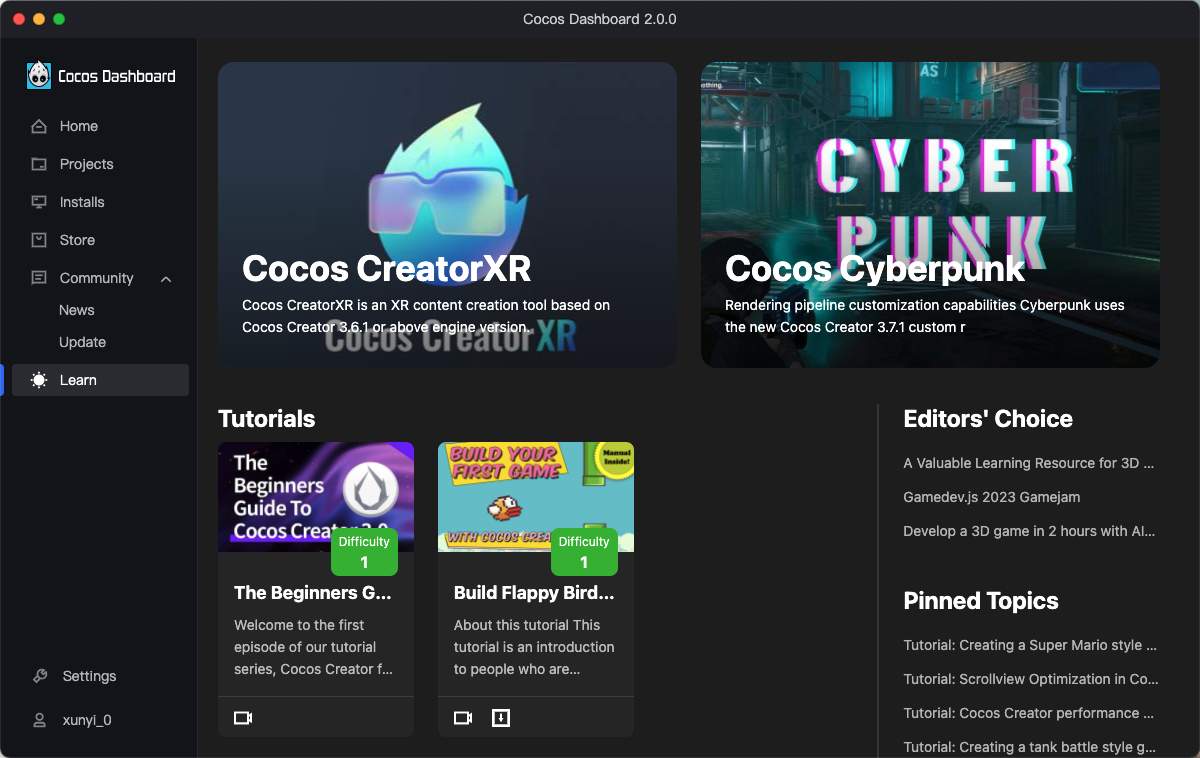 Cocos Dashboard 2.0.0
Cocos Dashboard
Home
Projects
Installs
Store
Community
News
Update
Learn
Settings
xunyi_0
Cocos CreatorXR
Cocos CreatorXR is an XR content creation tool based on
Cocos Creator 3.6.1 or above engine version.
Cocos Creator XR
AS
othing.
CYBER
PUNK
Cocos Cyberpunk
Rendering pipeline customization capabilities Cyberpunk uses
the new Cocos Creator 3.7.1 custom r
Tutorials
The
Beginners
Guide To
Cocos Creator 3.0
Difficulty
1
The Beginners G...
Welcome to the first
episode of our tutorial
series, Cocos Creator f...
BUILD YOUR
FIRST GAME
Manual
Inside!
WITH COCOS CREA
Difficulty
1
Build Flappy Bird...
About this tutorial This
tutorial is an introduction
to people who are...
Editors' Choice
A Valuable Learning Resource for 3D ...
Gamedev.js 2023 Gamejam
Develop a 3D game in 2 hours with AI...
Pinned Topics
Tutorial: Creating a Super Mario style ...
Tutorial: Scrollview Optimization in Co...
Tutorial: Cocos Creator performance ...
Tutorial: Creating a tank battle style g...